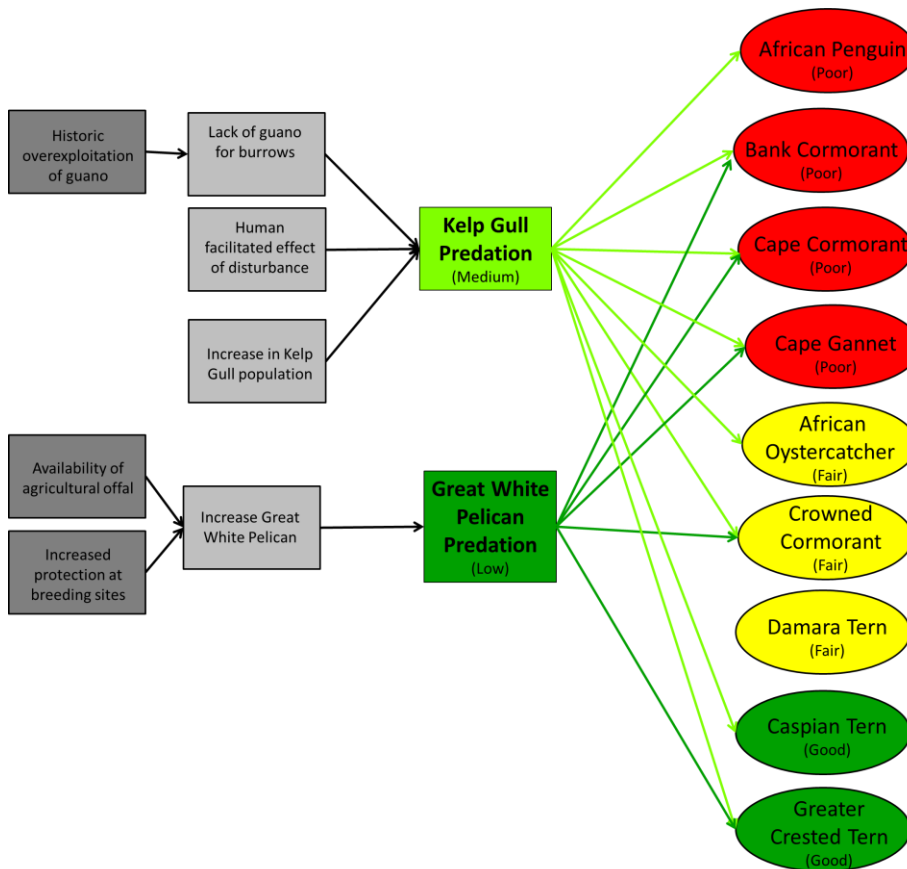 Historic
overexploitation
of guano
Lack of guano
for burrows
Human
facilitated effect
of disturbance
Increase in Kelp
Gull population
Kelp Gull
Predation
(Medium)
Availability of
agricultural offal
Increased
protection at
breeding sites
Increase Great
White Pelican
Great White
Pelican
Predation
(Low)
African Penguin
(Poor)
Bank Cormorant
(Poor)
Cape Cormorant
(Poor)
Cape Gannet
(Poor)
African
Oystercatcher
(Fair)
Crowned
Cormorant
(Fair)
Damara Tern
(Fair)
Caspian Tern
(Good)
Greater
Crested Tern
(Good)